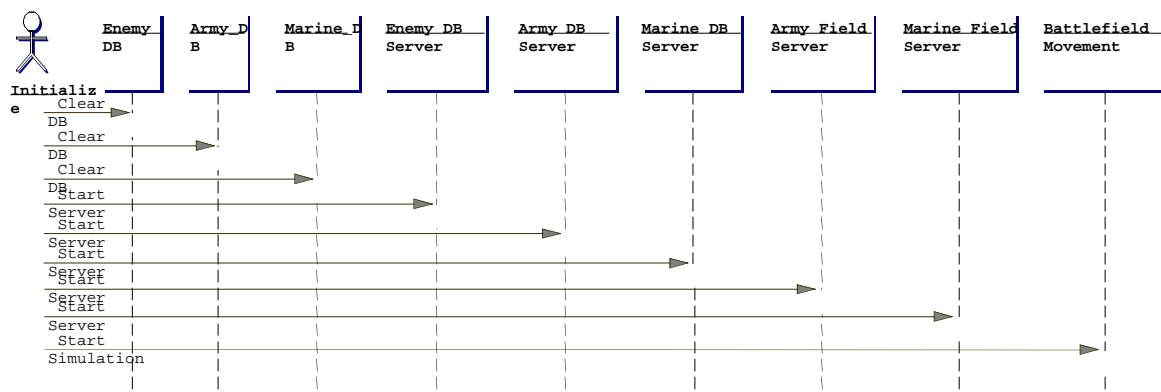 Enemy
DB
Army_D
B
Marine_D
B
Enemy DB
Server
Army DB
Server
Marine DB
Server
Army Field
Server
Marine Field
Server
Battlefield
Movement
Initializ
e
Clear
DB
Clear
DB
Clear
DB
Start
Server
Start
Server
Start
Server
Start
Server
Start
Server
Start
Simulation